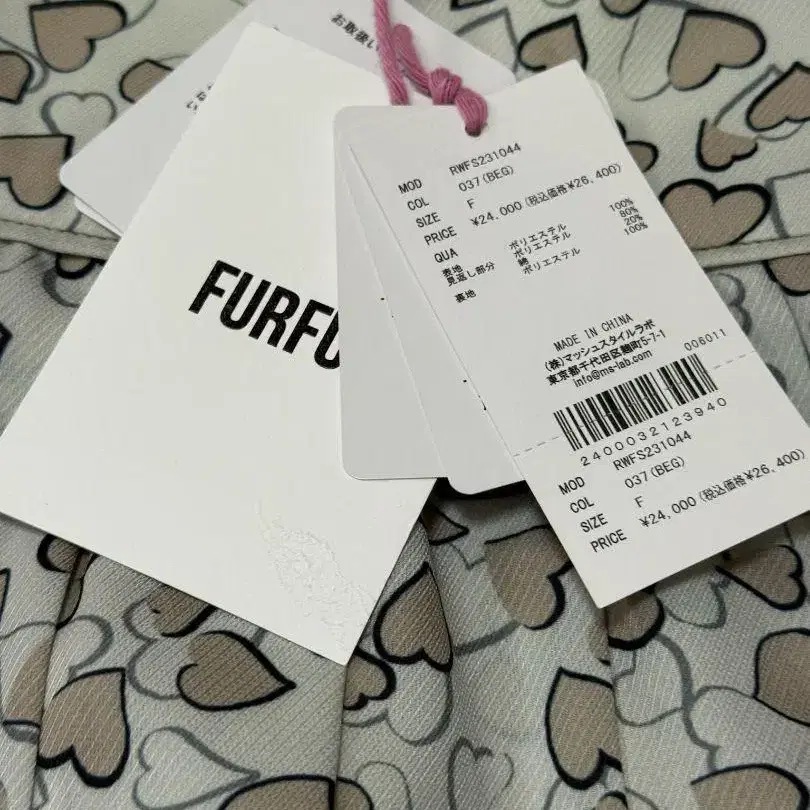 お取扱い
FURFU
MOD RWFS231044
COL 037(BEG)
SIZE F
PRICE ¥24,000(税込価格¥26,400)
QUA
表地 ポリエステル 100%
見返し部分 ポリエステル 80%
綿 20%
裏地 ポリエステル 100%
MADE IN CHINA
(株)マッシュスタイルラボ
東京都千代田区麹町5-7-1
info@ms-lab.com
006011
2400032123940
MOD RWFS231044
COL 037(BEG)
SIZE F
PRICE ¥24,000(税込価格¥26,400)